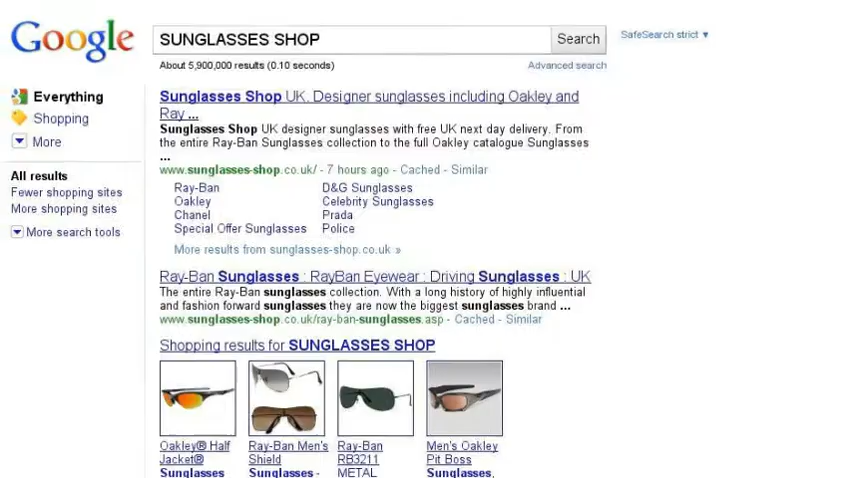 Google
SUNGLASSES SHOP
Search
SafeSearch strict ▼
About 5,900,000 results (0.10 seconds)
Advanced search
Everything
Shopping
More
All results
Fewer shopping sites
More shopping sites
More search tools
Sunglasses Shop UK. Designer sunglasses including Oakley and
Ray ...
Sunglasses Shop UK designer sunglasses with free UK next day delivery. From
the entire Ray-Ban Sunglasses collection to the full Oakley catalogue Sunglasses
...
www.sunglasses-shop.co.uk/ - 7 hours ago - Cached - Similar
Ray-Ban
D&G Sunglasses
Oakley
Celebrity Sunglasses
Chanel
Prada
Special Offer Sunglasses
Police
More results from sunglasses-shop.co.uk »
Ray-Ban Sunglasses : RayBan Eyewear : Driving Sunglasses : UK
The entire Ray-Ban sunglasses collection. With a long history of highly influential
and fashion forward sunglasses they are now the biggest sunglasses brand ...
www.sunglasses-shop.co.uk/ray-ban-sunglasses.asp - Cached - Similar
Shopping results for SUNGLASSES SHOP
Oakley® Half
Jacket®
Sunglasses
Ray-Ban Men's
Shield
Sunglasses -
Ray-Ban
RB3211
METAL
Men's Oakley
Pit Boss
Sunglasses,